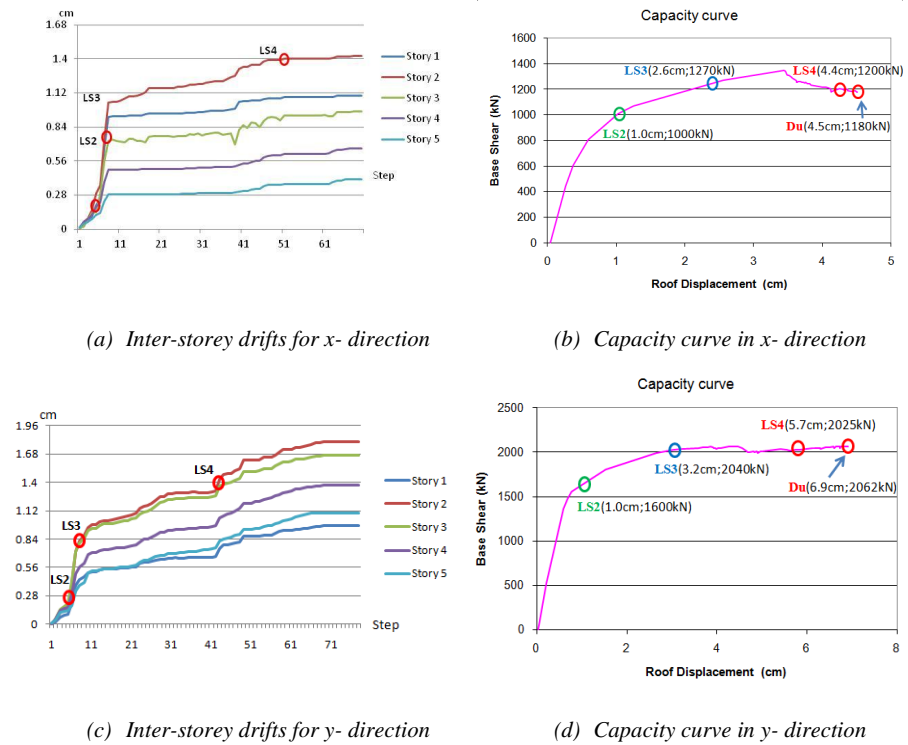 cm
1.68
1.4
1.12
0.84
0.56
0.28
0
LS4
LS3
LS2
Story 1
Story 2
Story 3
Story 4
Story 5
Step
1 11 21 31 41 51 61
(a) Inter-storey drifts for x- direction
Capacity curve
Base Shear (kN)
1600
1400
1200
1000
800
600
400
200
0
LS3(2.6cm;1270kN)
LS4(4.4cm;1200kN)
LS2(1.0cm;1000kN)
Du(4.5cm;1180kN)
0 1 2 3 4 5
Roof Displacement (cm)
(b) Capacity curve in x- direction
cm
1.96
1.68
1.4
1.12
0.84
0.56
0.28
0
LS4
LS3
LS2
Story 1
Story 2
Story 3
Story 4
Story 5
Step
1 11 21 31 41 51 61 71
(c) Inter-storey drifts for y- direction
Capacity curve
Base Shear (kN)
2500
2000
1500
1000
500
0
LS4(5.7cm;2025kN)
LS3(3.2cm;2040kN)
Du(6.9cm;2062kN)
LS2(1.0cm;1600kN)
0 2 4 6 7 8
Roof Displacement (cm)
(d) Capacity curve in y- direction